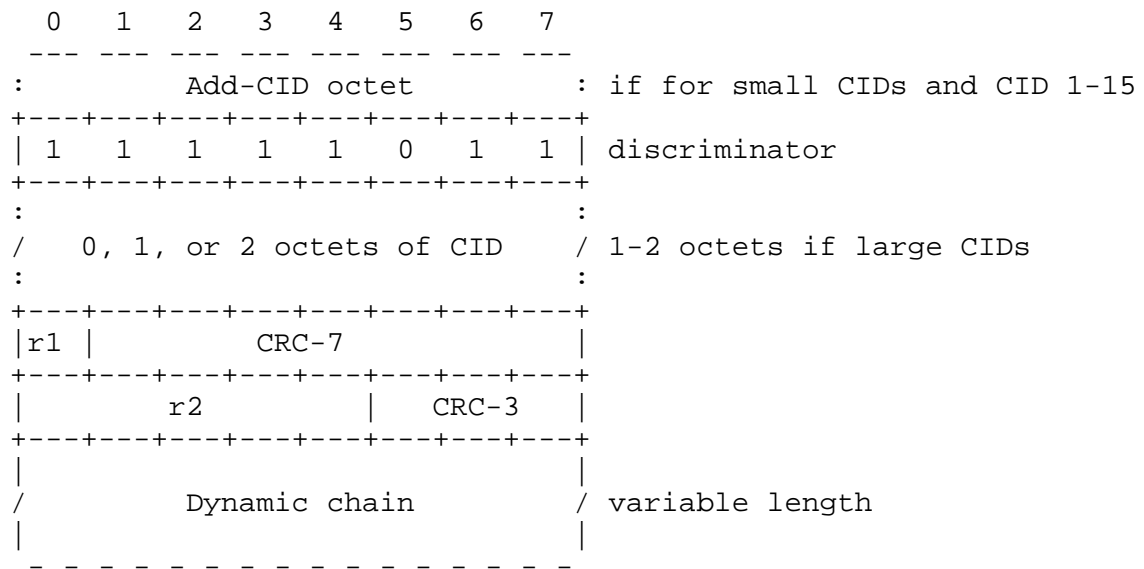 0   1   2   3   4   5   6   7
 --- --- --- --- --- --- --- ---
:         Add-CID octet         : if for small CIDs and CID 1-15
+---+---+---+---+---+---+---+---+
| 1   1   1   1   1   0   1   1 | discriminator
+---+---+---+---+---+---+---+---+
:                               :
/   0, 1, or 2 octets of CID    / 1-2 octets if large CIDs
:                               :
+---+---+---+---+---+---+---+---+
|r1 |         CRC-7             |
+---+---+---+---+---+---+---+---+
|        r2         |   CRC-3   |
+---+---+---+---+---+---+---+---+
|                               |
/         Dynamic chain         / variable length
|                               |
 - - - - - - - - - - - - - - - -